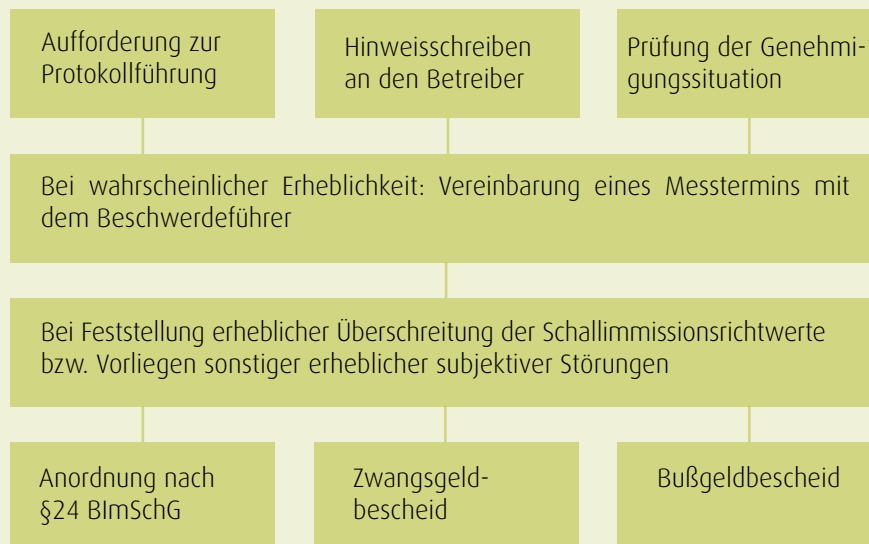 Aufforderung zur
Protokollführung
Hinweisschreiben
an den Betreiber
Prüfung der Genehmi-
gungssituation
Bei wahrscheinlicher Erheblichkeit: Vereinbarung eines Messtermins mit
dem Beschwerdeführer
Bei Feststellung erheblicher Überschreitung der Schallimmissionsrichtwerte
bzw. Vorliegen sonstiger erheblicher subjektiver Störungen
Anordnung nach
§24 BImSchG
Zwangsgeld-
bescheid
Bußgeldbescheid